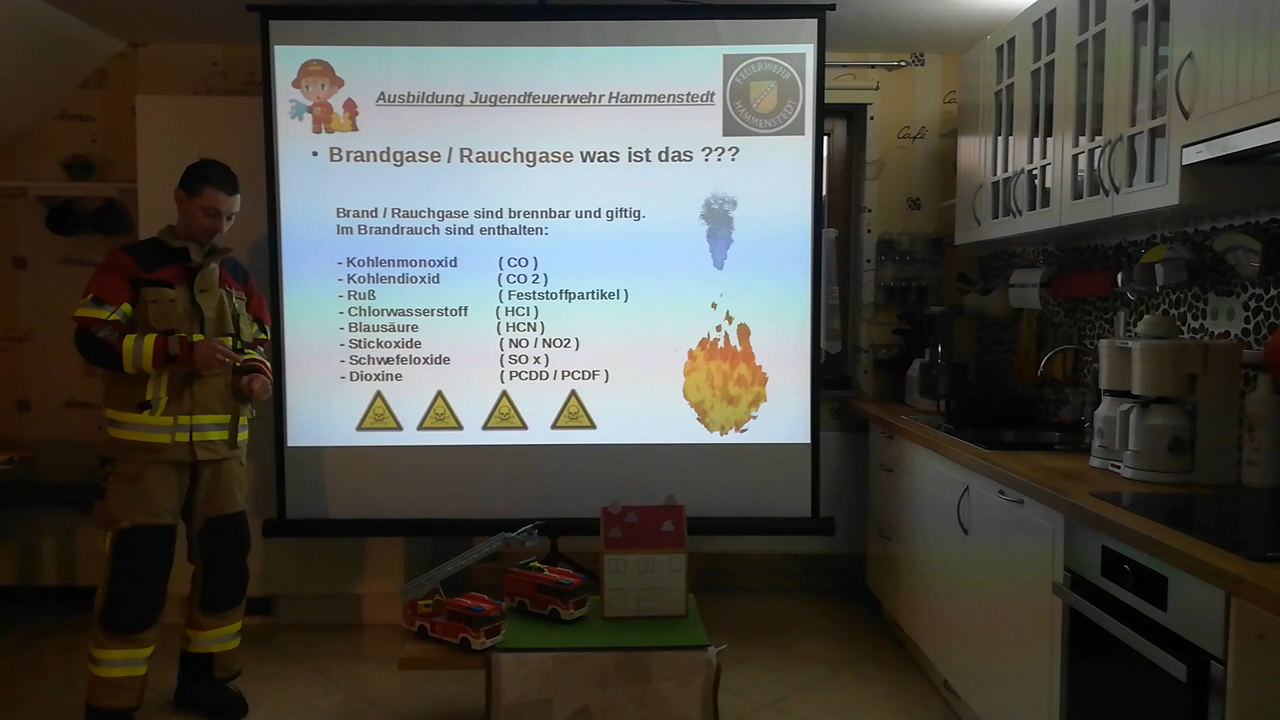 Ausbildung Jugendfeuerwehr Hammenstedt
FEUERWEHR
HAMMENSTEDT
• Brandgase / Rauchgase was ist das ???
Brand / Rauchgase sind brennbar und giftig.
Im Brandrauch sind enthalten:
- Kohlenmonoxid ( CO )
- Kohlendioxid ( CO 2 )
- Ruß ( Feststoffpartikel )
- Chlorwasserstoff ( HCl )
- Blausäure ( HCN )
- Stickoxide ( NO / NO2 )
- Schwefeloxide ( SO x )
- Dioxine ( PCDD / PCDF )
Café